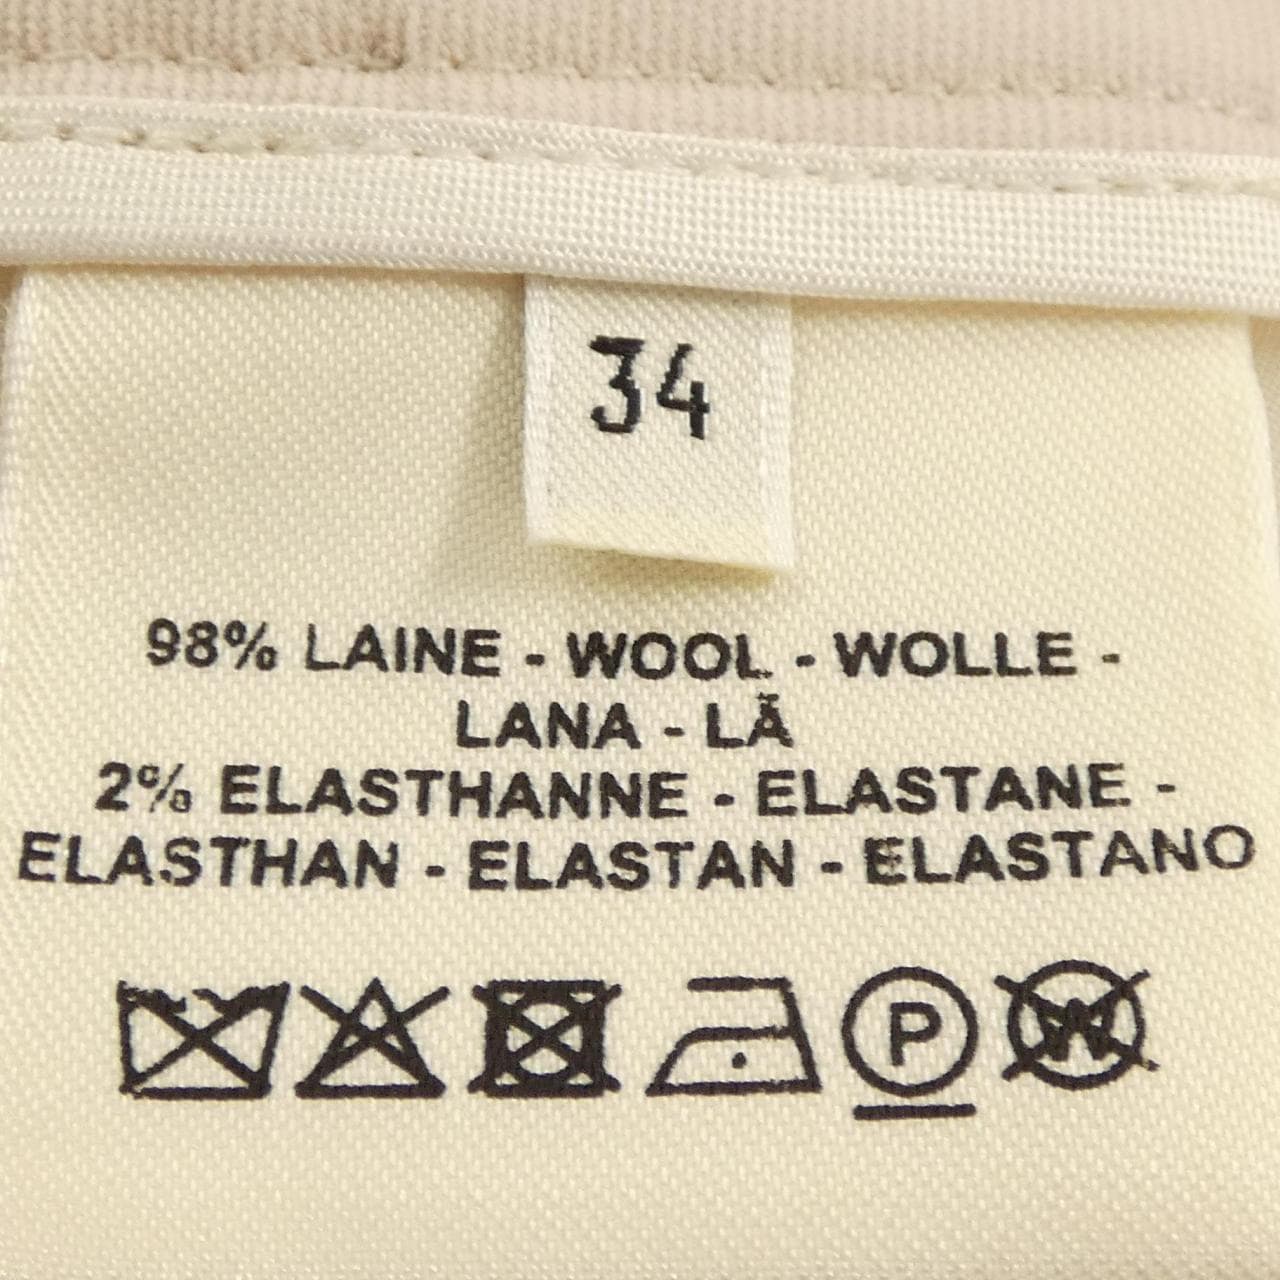 34
98% LAINE - WOOL - WOLLE -
LANA - LÃ
2% ELASTHANNE - ELASTANE -
ELASTHAN - ELASTAN - ELASTANO
P W